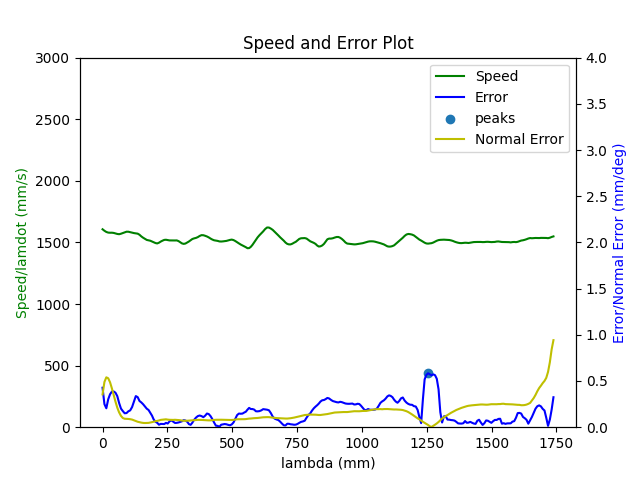 Speed and Error Plot
Speed
Error
peaks
Normal Error
3000
2500
2000
1500
1000
500
0
Speed/lamdot (mm/s)
4.0
3.5
3.0
2.5
2.0
1.5
1.0
0.5
0.0
Error/Normal Error (mm/deg)
0 250 500 750 1000 1250 1500 1750
lambda (mm)